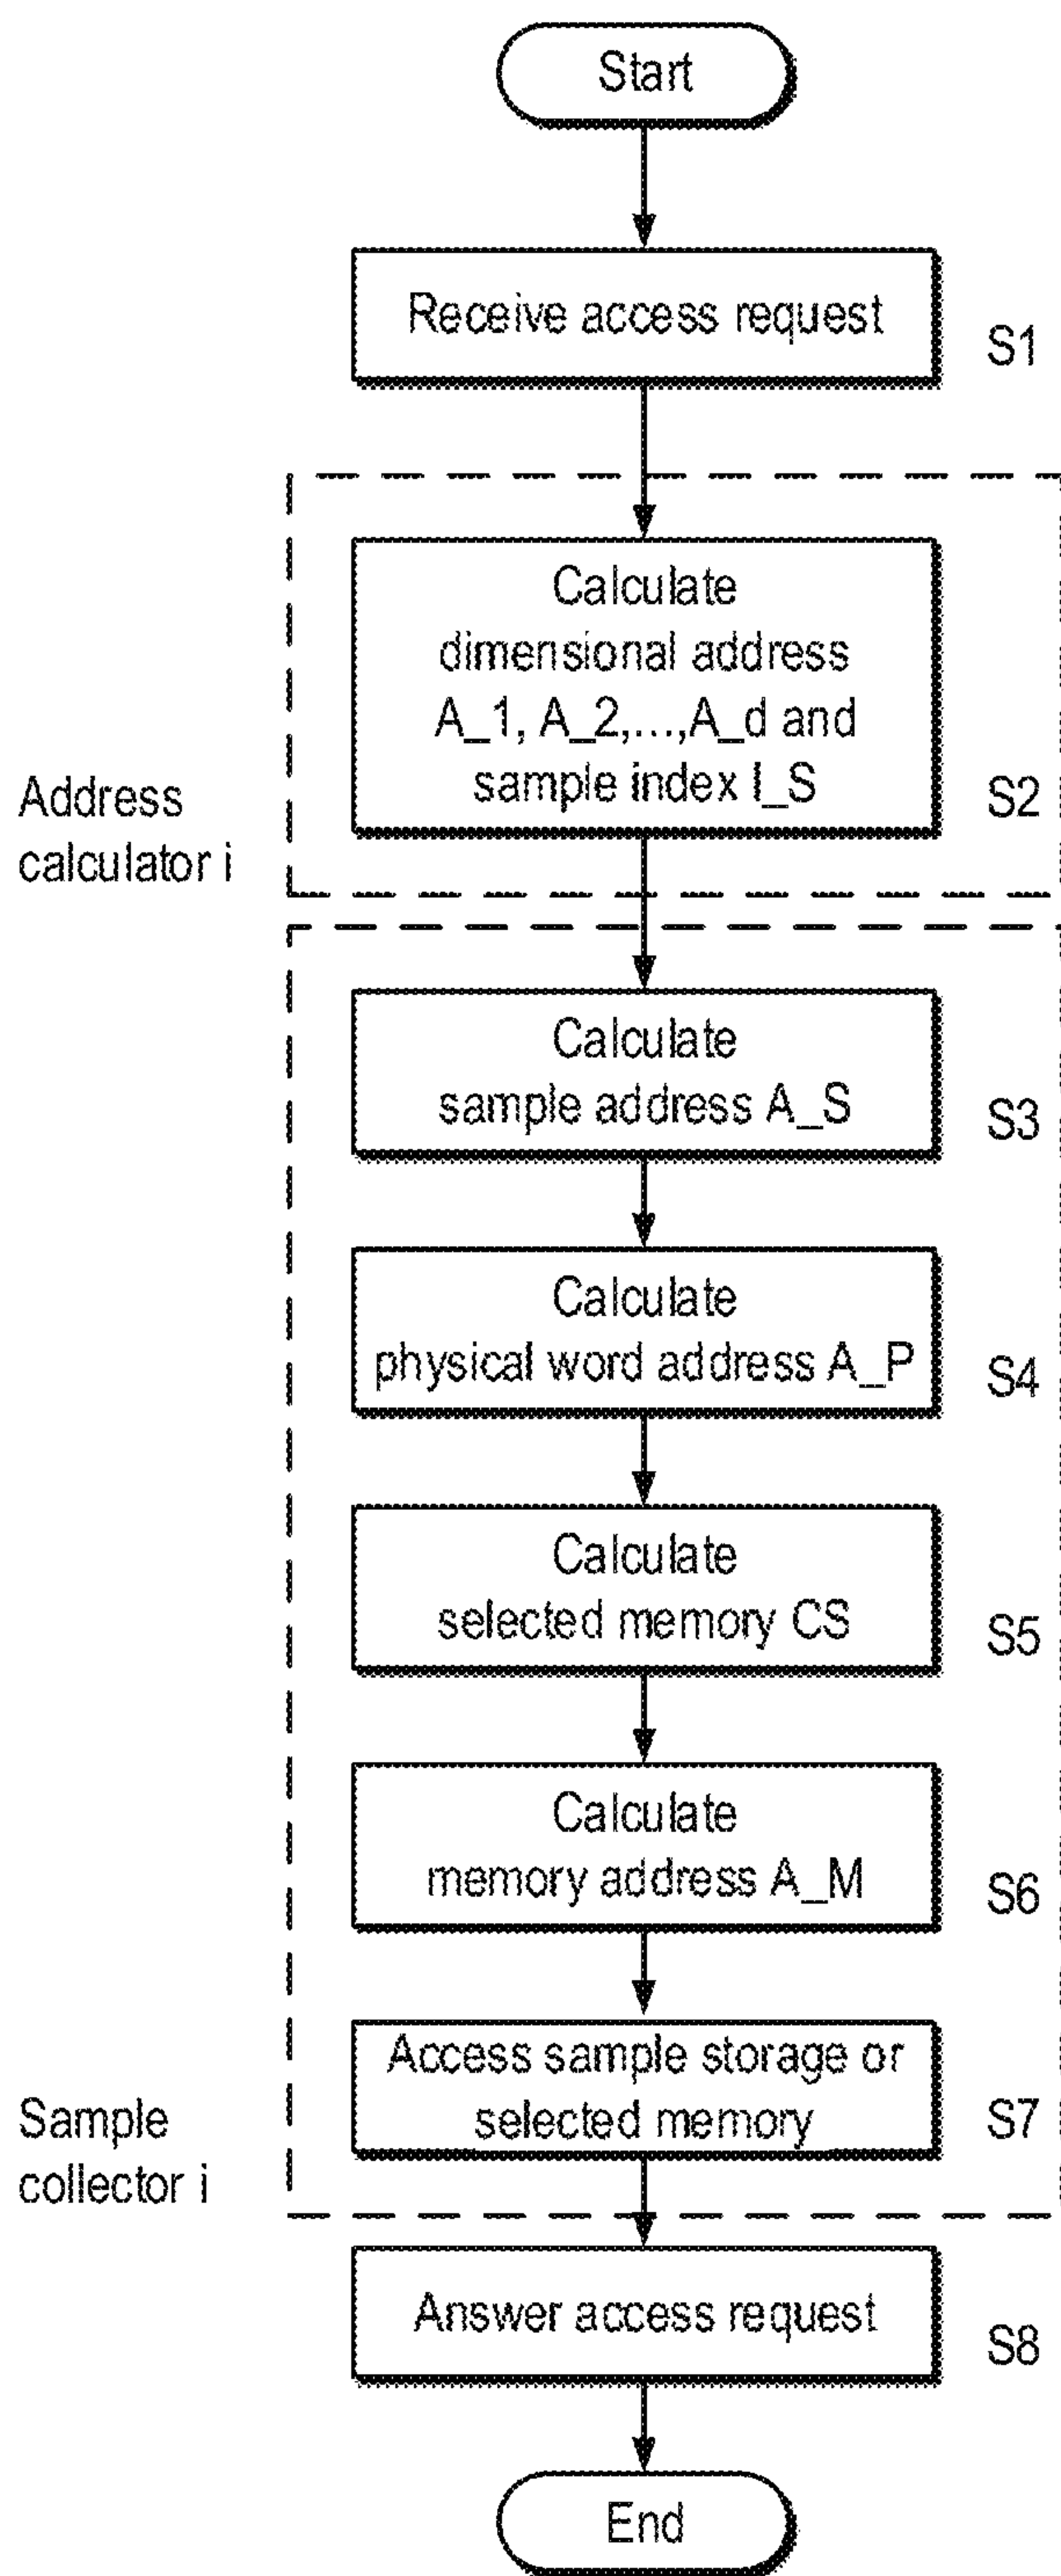 Start
Receive access request
S1
Calculate
dimensional address
A_1, A_2,...,A_d and
sample index I_S
S2
Address
calculator i
Calculate
sample address A_S
S3
Calculate
physical word address A_P
S4
Calculate
selected memory CS
S5
Calculate
memory address A_M
S6
Access sample storage or
selected memory
S7
Sample
collector i
Answer access request
S8
End